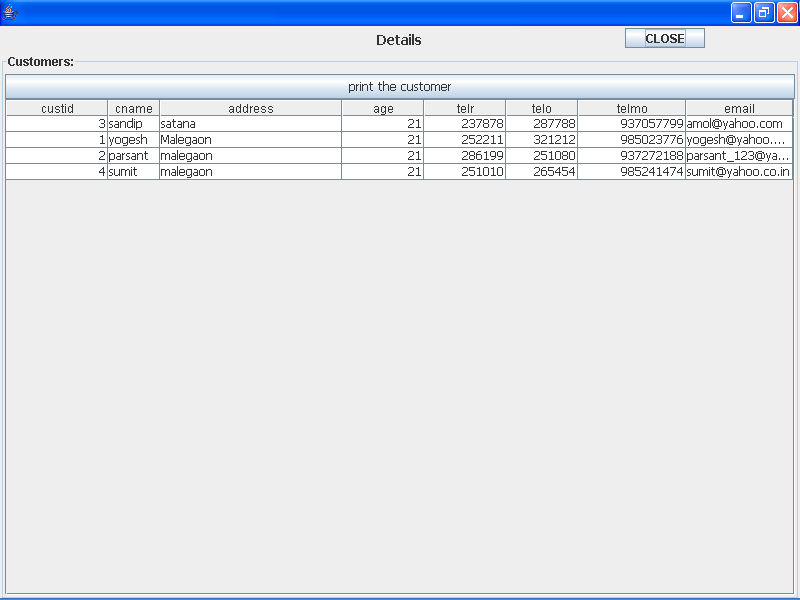 Details
CLOSE
Customers:
print the customer
custid cname address age telr telo telmo email
3 sandip satana 21 237878 287788 937057799 amol@yahoo.com
1 yogesh Malegaon 21 252211 321212 985023776 yogesh@yahoo....
2 parsant malegaon 21 286199 251080 937272188 parsant_123@ya...
4 sumit malegaon 21 251010 265454 985241474 sumit@yahoo.co.in